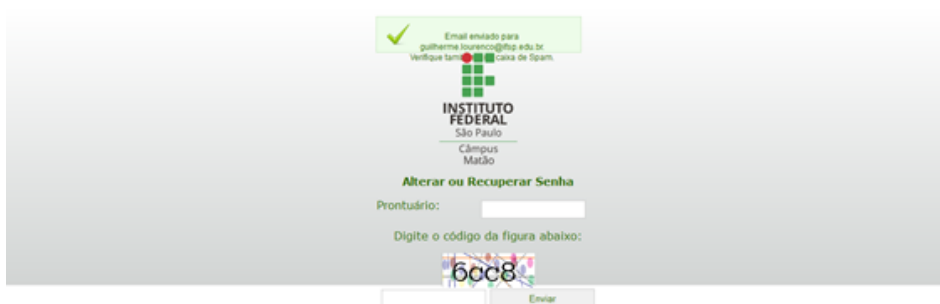 Email enviado para
guilherme.lourenco@ifsp.edu.br.
Verifique tam caixa de Spam.
INSTITUTO
FEDERAL
São Paulo
Câmpus
Matão
Alterar ou Recuperar Senha
Prontuário:
Digite o código da figura abaixo:
6cc8
Enviar